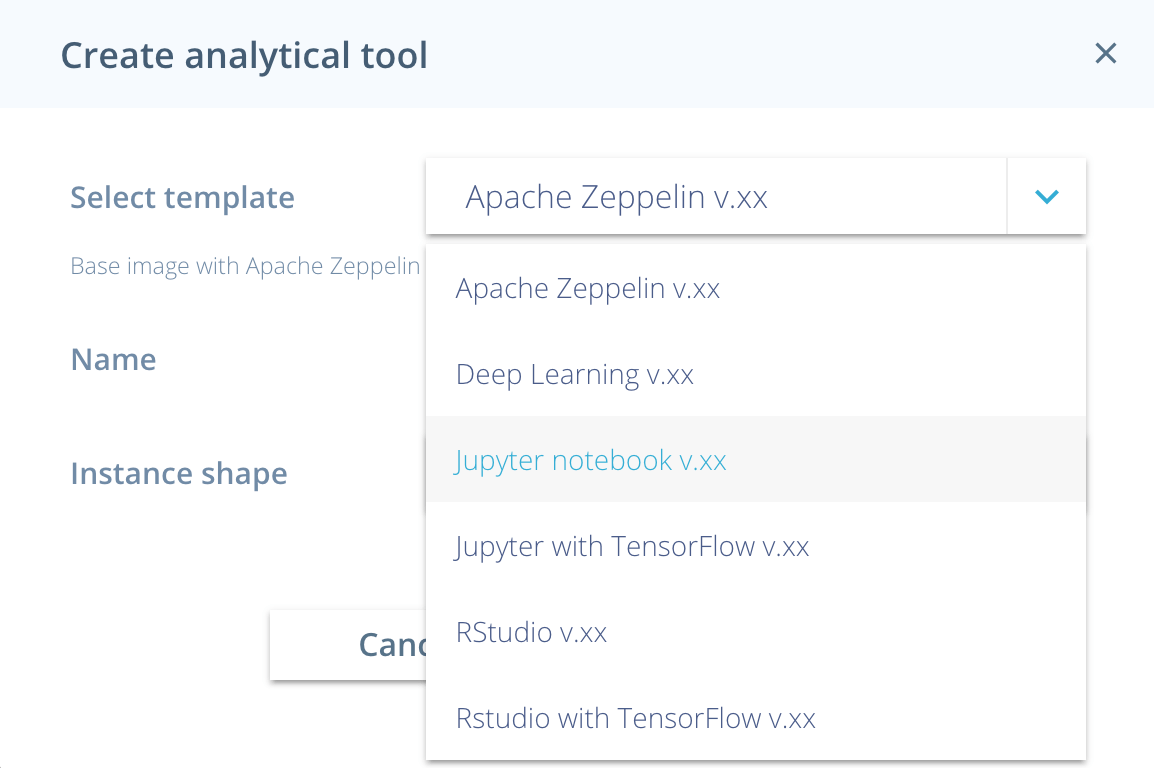 Create analytical tool
Select template
Apache Zeppelin v.xx
Base image with Apache Zeppelin
Apache Zeppelin v.xx
Deep Learning v.xx
Name
Jupyter notebook v.xx
Instance shape
Jupyter with TensorFlow v.xx
RStudio v.xx
Rstudio with TensorFlow v.xx